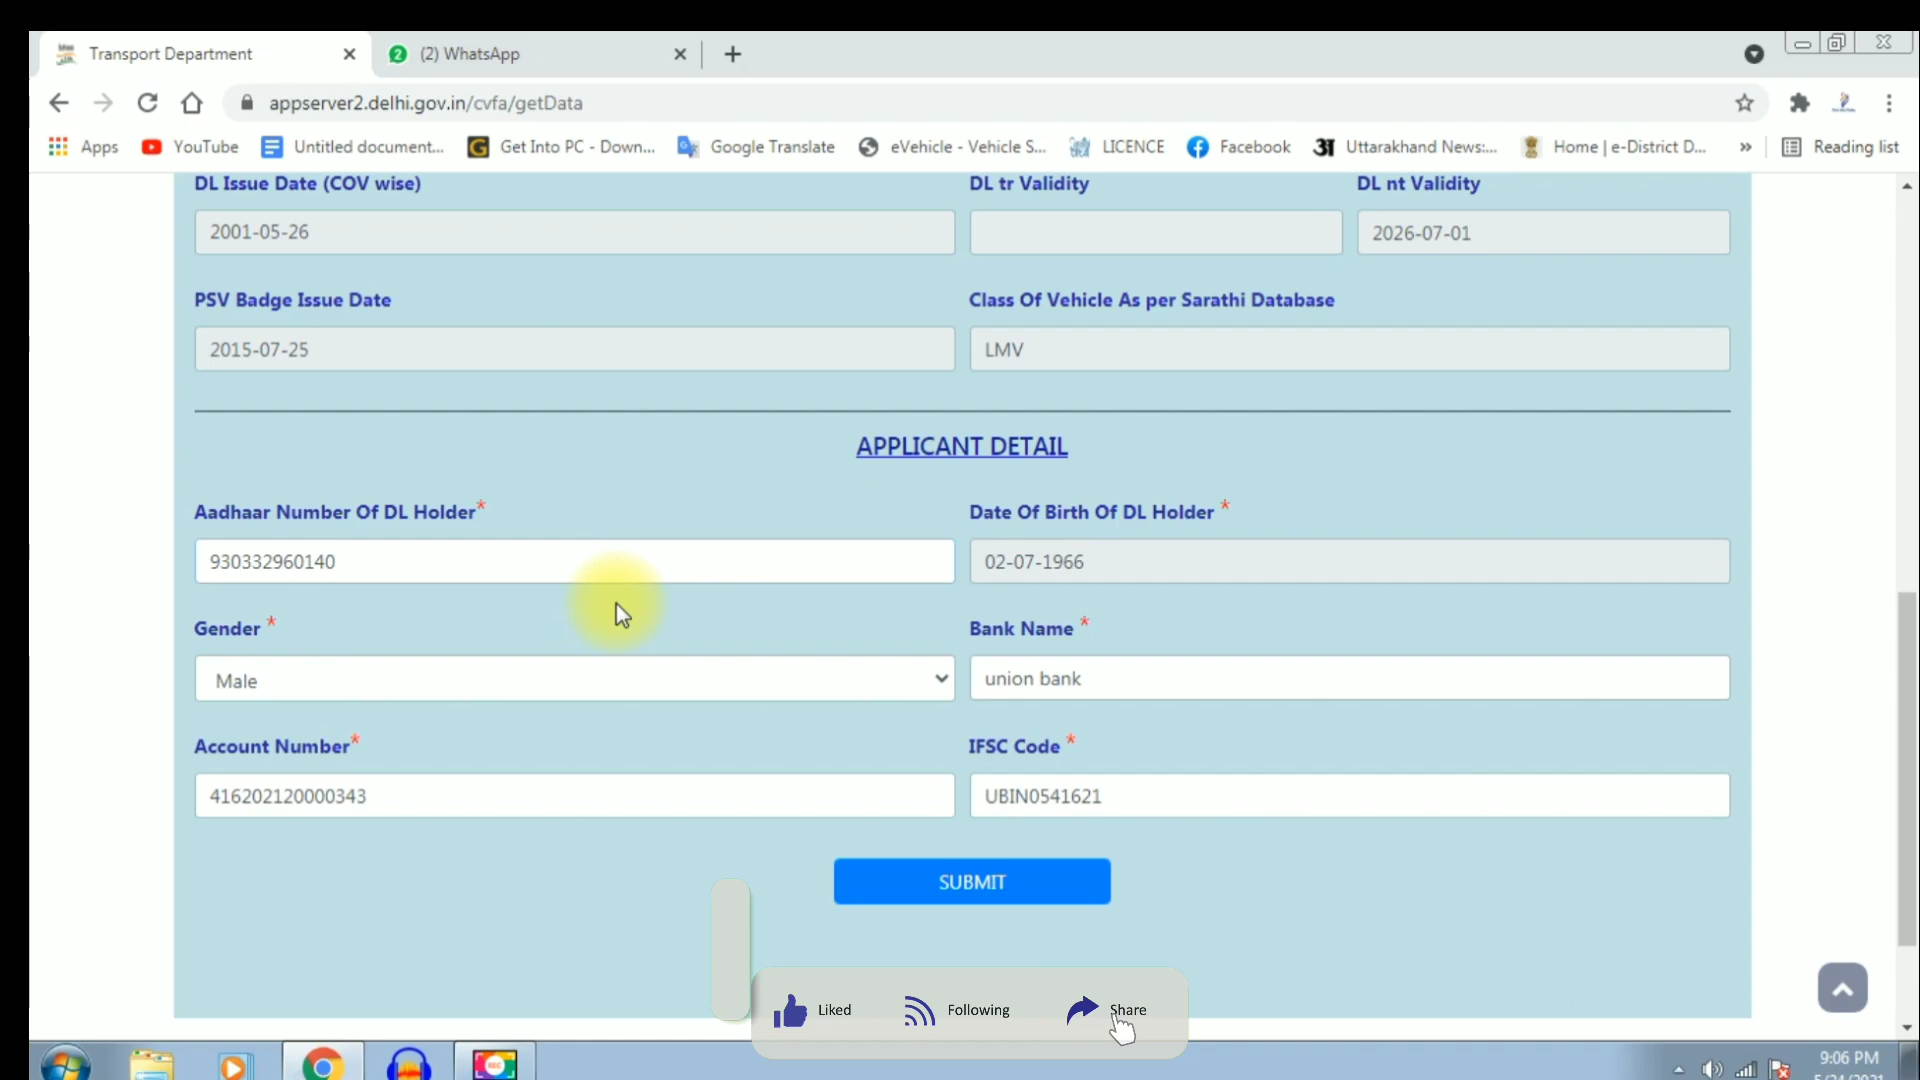 Transport Department
2 (2) WhatsApp
appserver2.delhi.gov.in/cvfa/getData
Apps YouTube Untitled document... Get Into PC - Down... Google Translate eVehicle - Vehicle S... LICENCE Facebook Uttarakhand News:... Home | e-District D... » Reading list
DL Issue Date (COV wise) DL tr Validity DL nt Validity
2001-05-26 2026-07-01
PSV Badge Issue Date Class Of Vehicle As per Sarathi Database
2015-07-25 LMV
APPLICANT DETAIL
Aadhaar Number Of DL Holder* Date Of Birth Of DL Holder *
930332960140 02-07-1966
Gender * Bank Name *
Male union bank
Account Number* IFSC Code *
416202120000343 UBIN0541621
SUBMIT
Liked Following Share
REC
9:06 PM